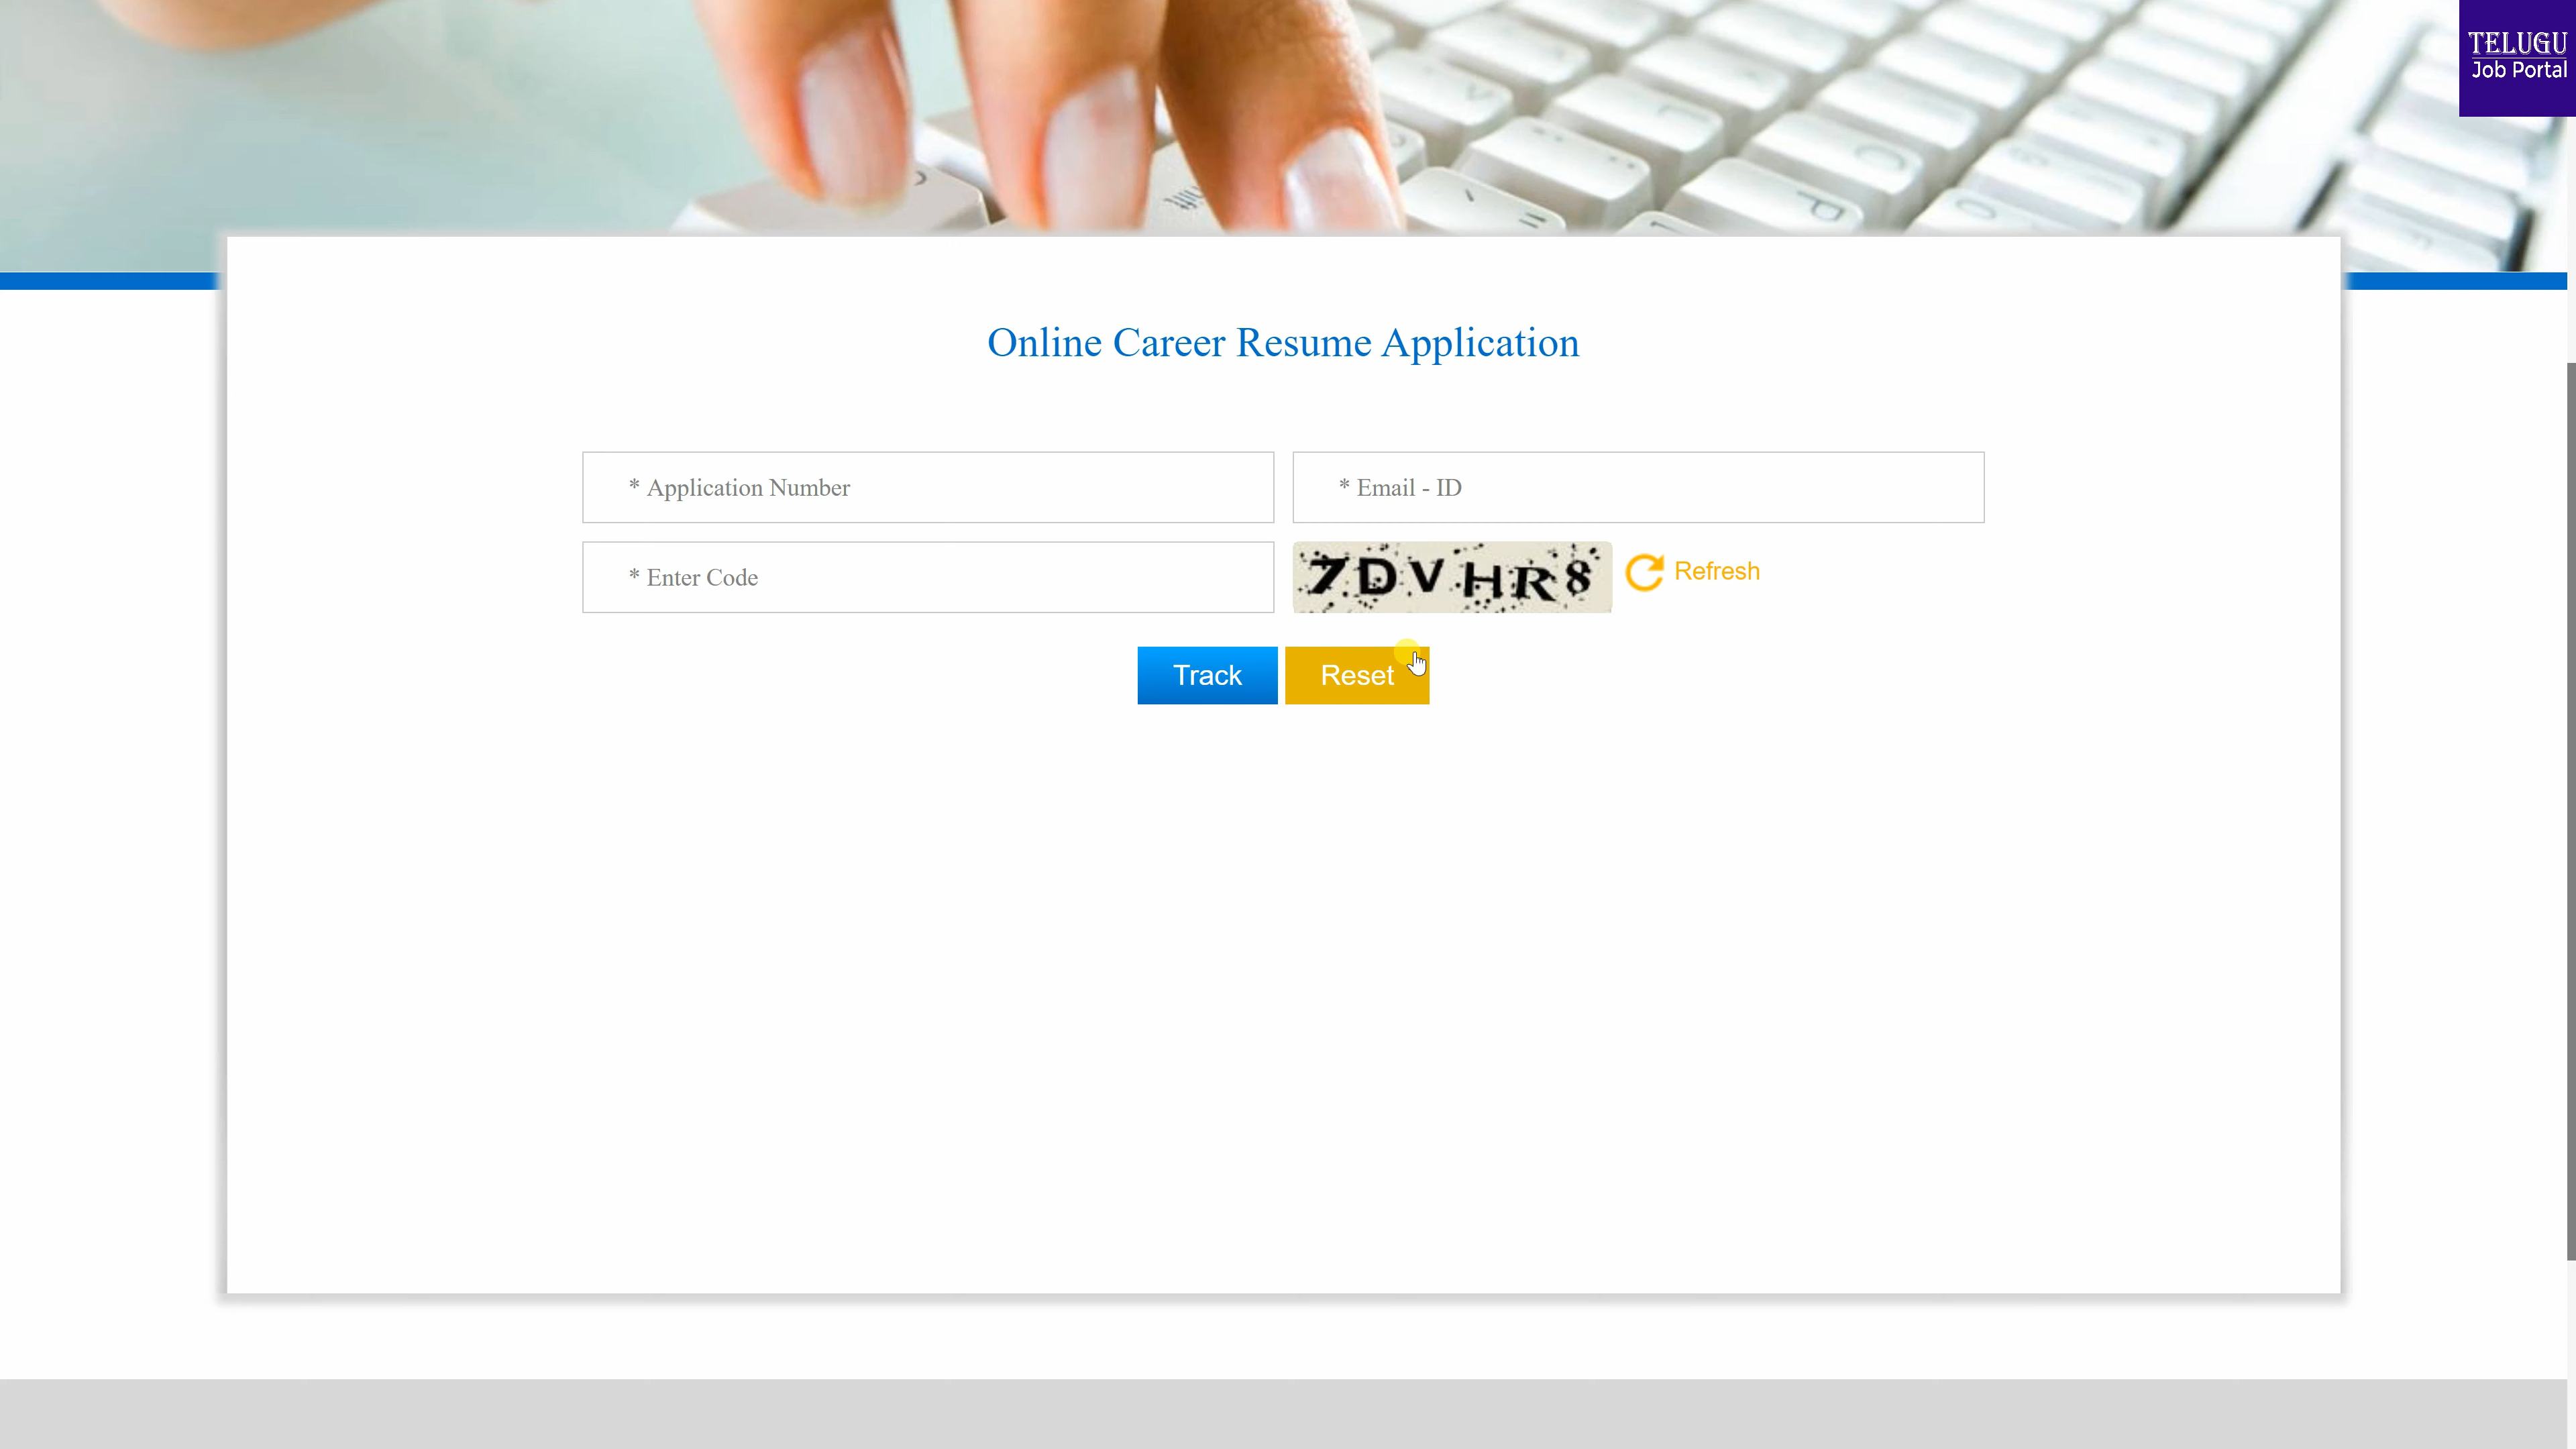 TELUGU
Job Portal
Online Career Resume Application
* Application Number
* Email - ID
* Enter Code
7DVHR8
Refresh
Track
Reset